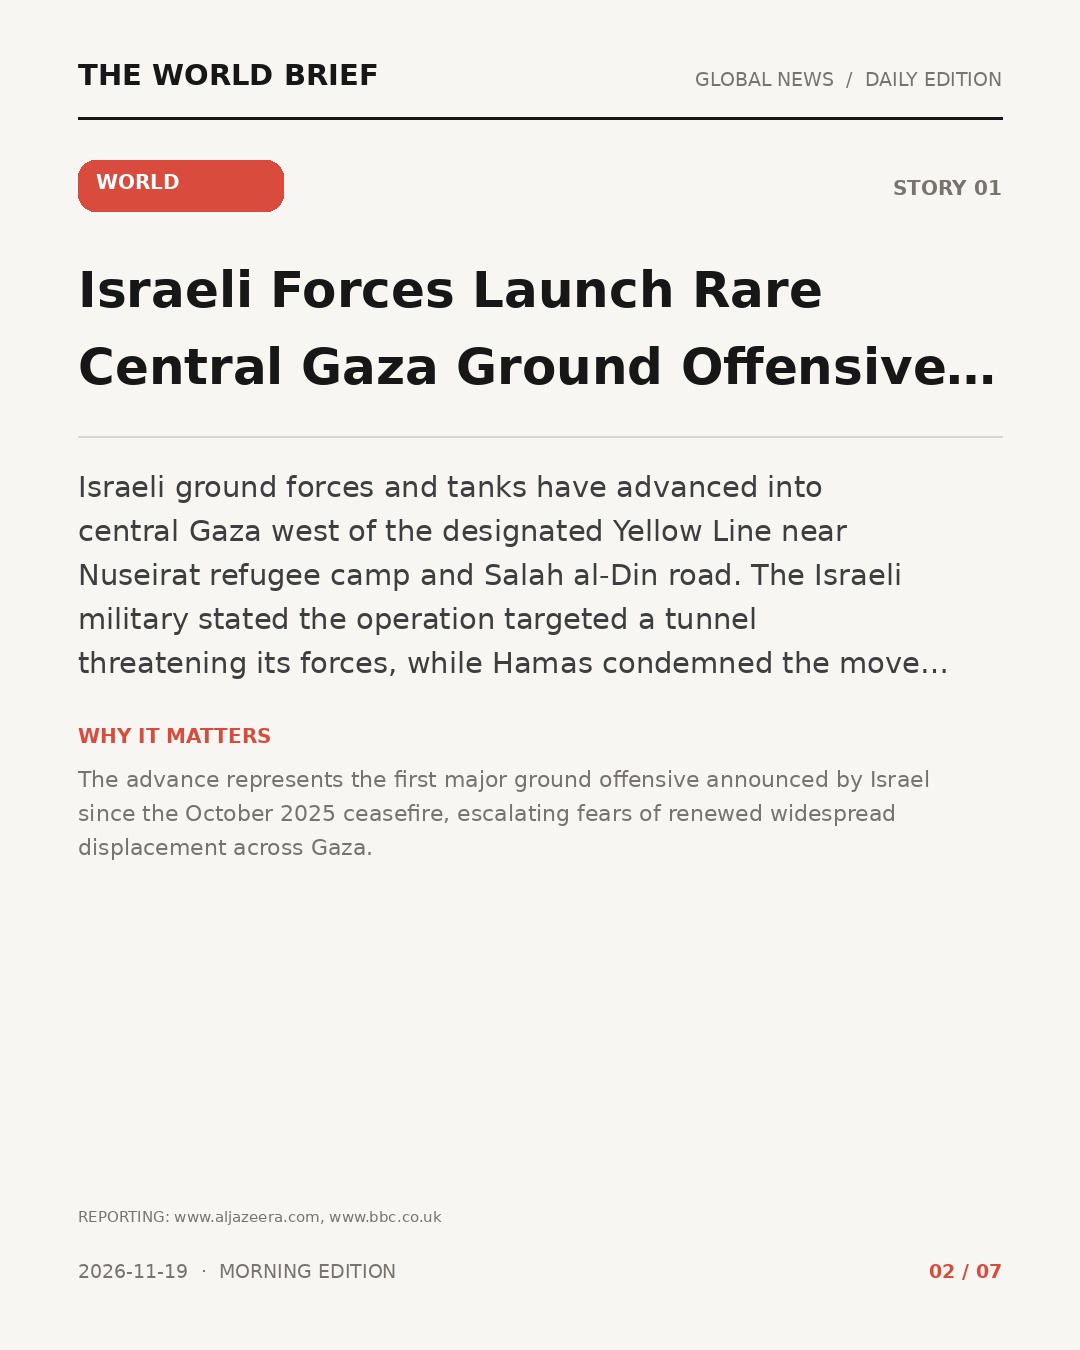 THE WORLD BRIEF
GLOBAL NEWS / DAILY EDITION
WORLD
STORY 01
Israeli Forces Launch Rare
Central Gaza Ground Offensive…
Israeli ground forces and tanks have advanced into
central Gaza west of the designated Yellow Line near
Nuseirat refugee camp and Salah al-Din road. The Israeli
military stated the operation targeted a tunnel
threatening its forces, while Hamas condemned the move…
WHY IT MATTERS
The advance represents the first major ground offensive announced by Israel
since the October 2025 ceasefire, escalating fears of renewed widespread
displacement across Gaza.
REPORTING: www.aljazeera.com, www.bbc.co.uk
2026-11-19 · MORNING EDITION
02 / 07